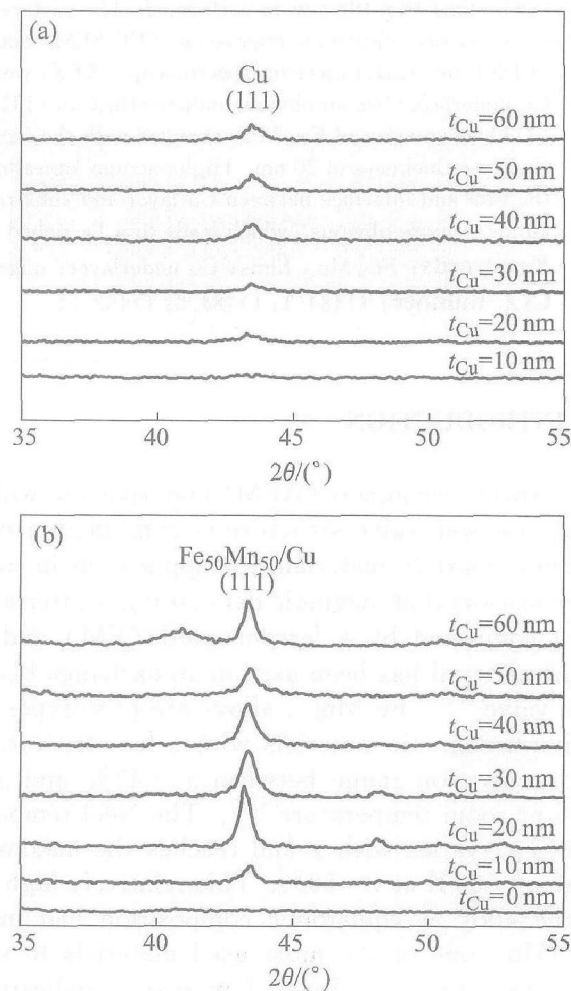 (a)
Cu
(111)
t_Cu=60 nm
t_Cu=50 nm
t_Cu=40 nm
t_Cu=30 nm
t_Cu=20 nm
t_Cu=10 nm
35 40 45 50 55
2θ/(°)
(b)
Fe₅₀Mn₅₀/Cu
(111)
t_Cu=60 nm
t_Cu=50 nm
t_Cu=40 nm
t_Cu=30 nm
t_Cu=20 nm
t_Cu=10 nm
t_Cu=0 nm
35 40 45 50 55
2θ/(°)